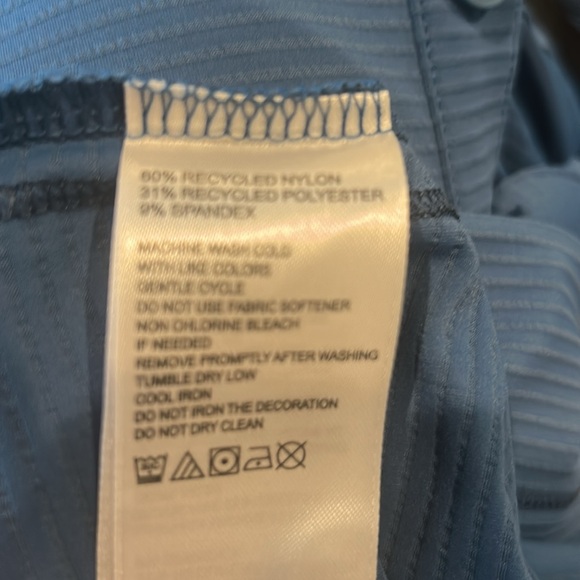 60% RECYCLED NYLON
31% RECYCLED POLYESTER
9% SPANDEX
MACHINE WASH COLD
WITH LIKE COLORS
GENTLE CYCLE
DO NOT USE FABRIC SOFTENER
NON CHLORINE BLEACH
IF NEEDED
REMOVE PROMPTLY AFTER WASHING
TUMBLE DRY LOW
COOL IRON
DO NOT IRON THE DECORATION
DO NOT DRY CLEAN